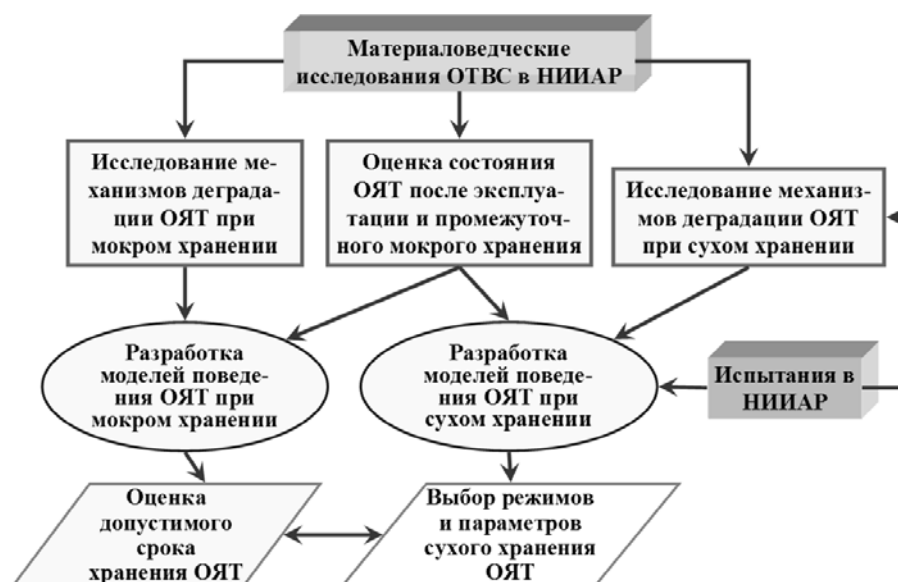 Материаловедческие
исследования ОТВС в НИИАР
Исследование ме-
ханизмов деграда-
ции ОЯТ при
мокром хранении
Оценка состояния
ОЯТ после эксплуа-
тации и промежуточ-
ного мокрого хранения
Исследование механиз-
мов деградации ОЯТ
при сухом хранении
Разработка
моделей поведе-
ния ОЯТ при
мокром хранении
Разработка
моделей поведе-
ния ОЯТ при
сухом хранении
Испытания в
НИИАР
Оценка
допустимого
срока
хранения ОЯТ
Выбор режимов
и параметров
сухого хранения
ОЯТ